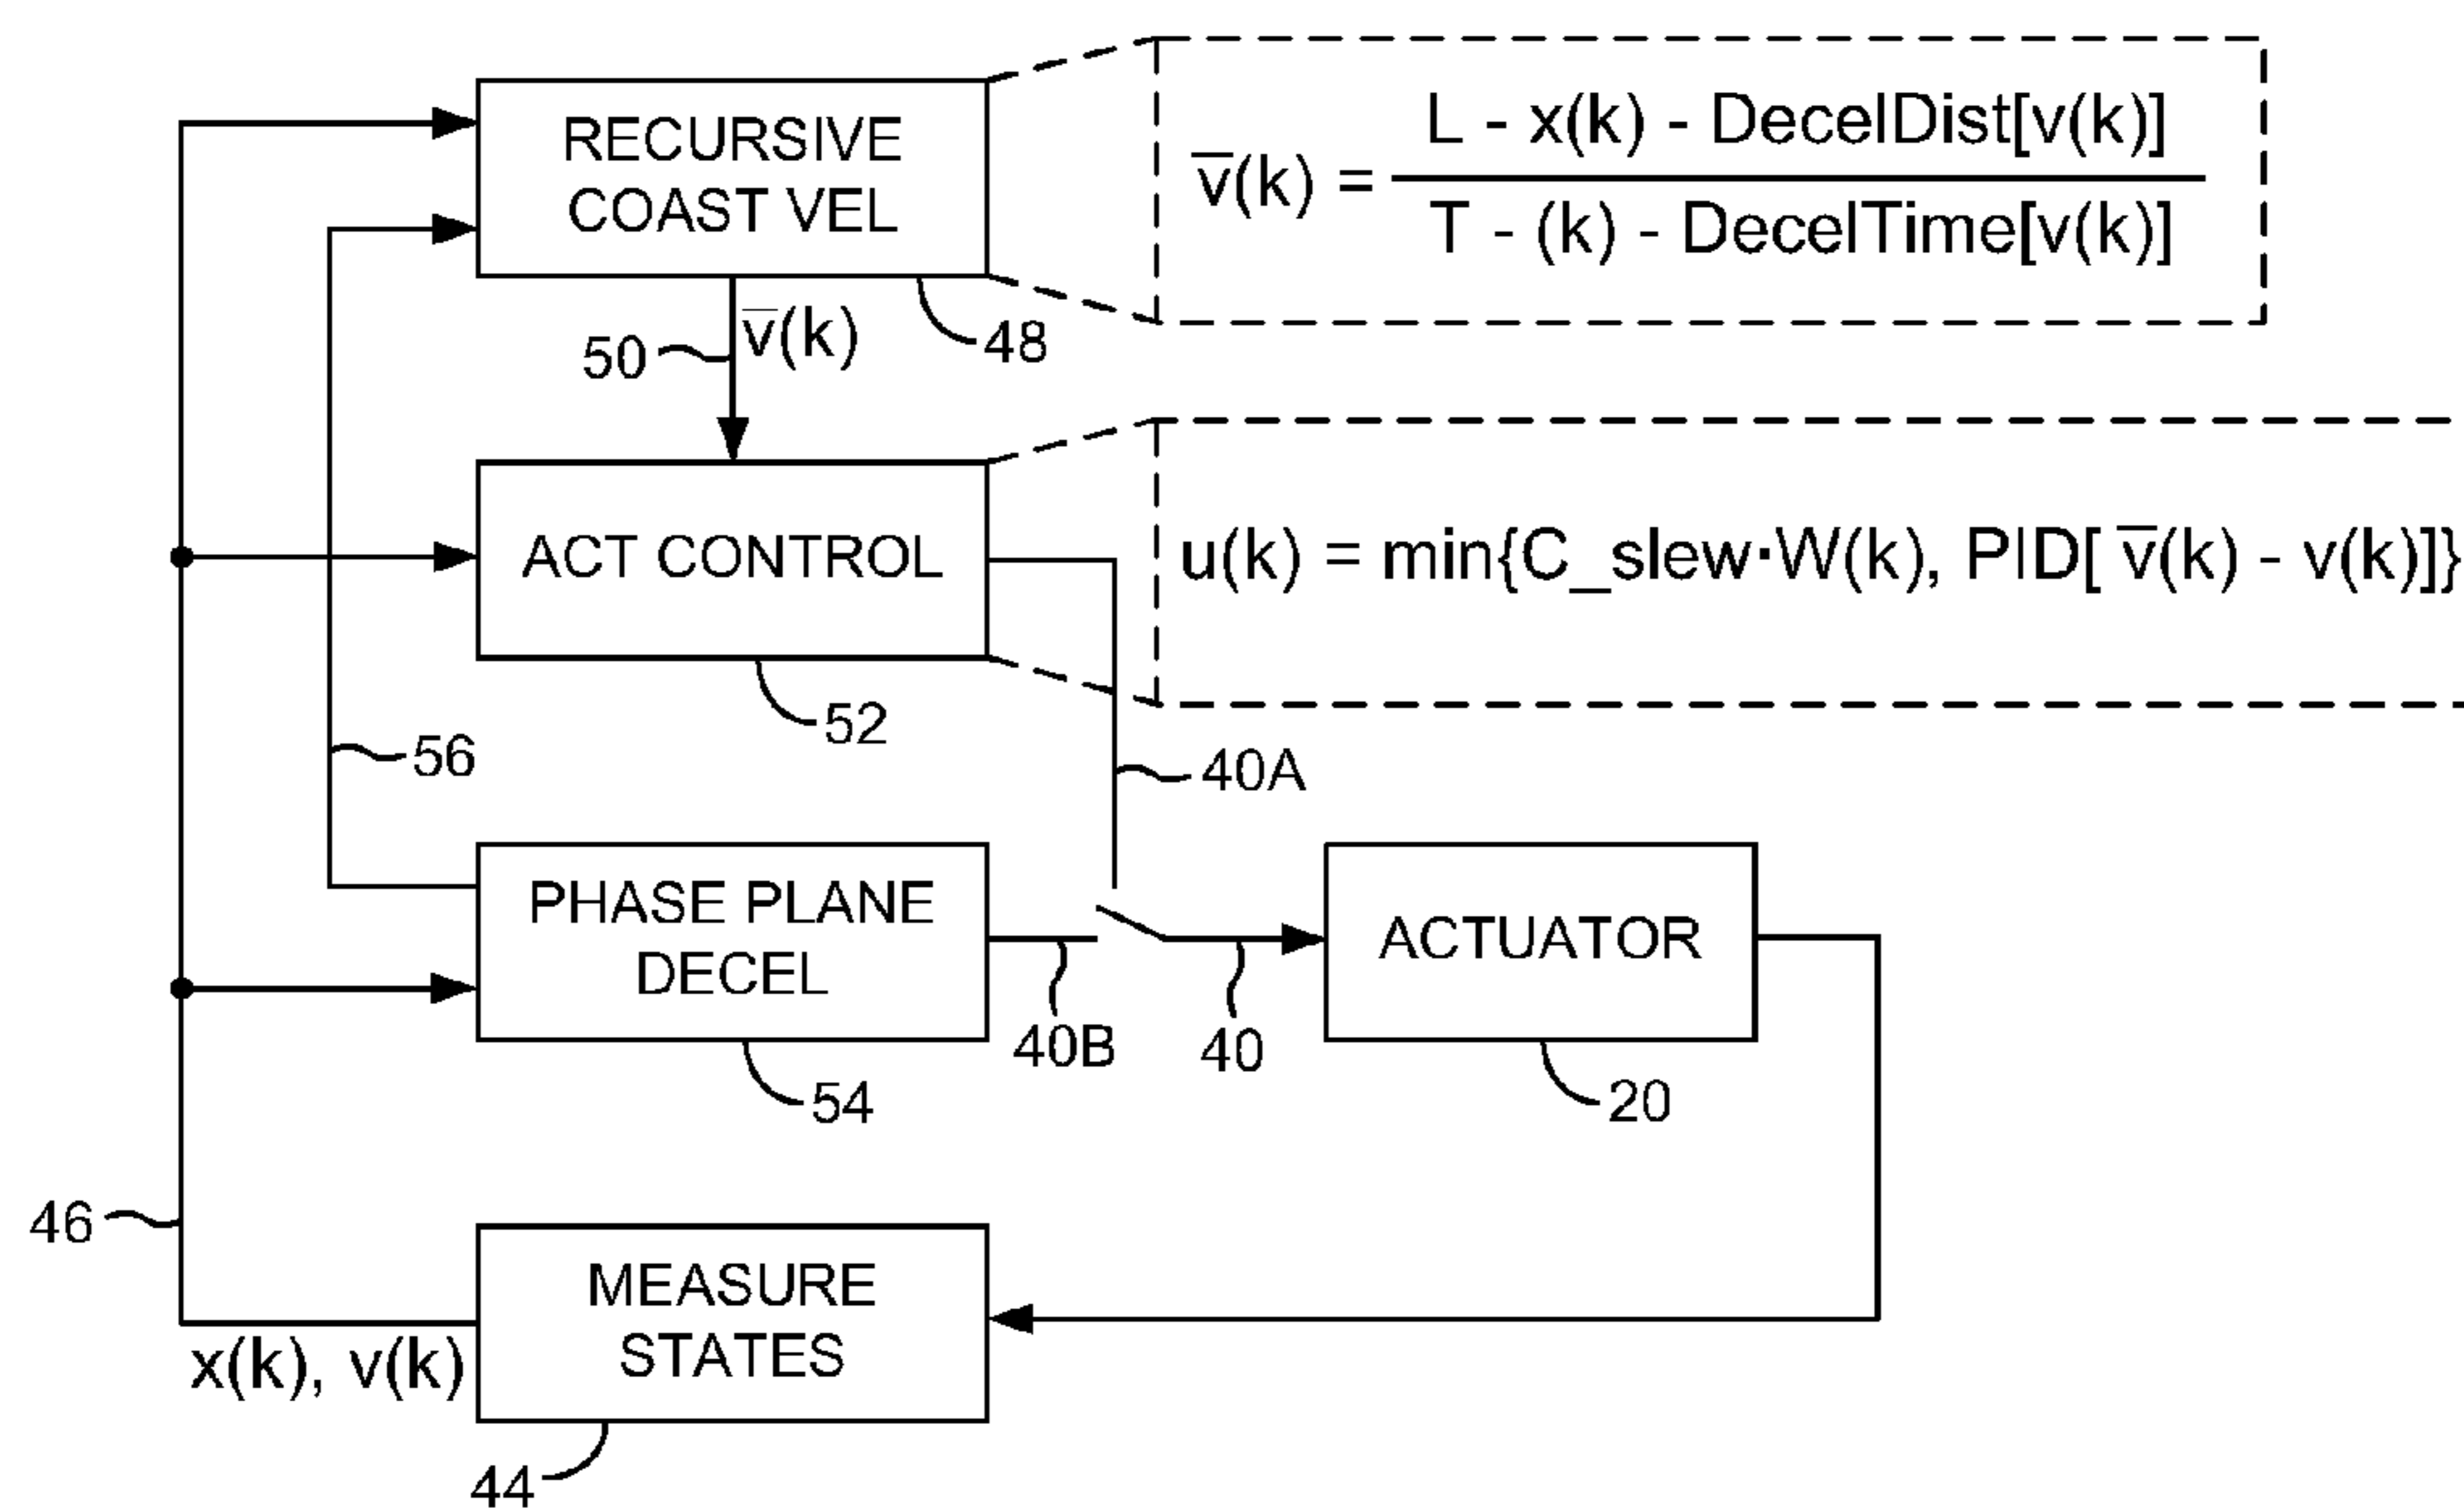 RECURSIVE
COAST VEL
v̅(k) =
L - x(k) - DecelDist[v(k)]
T - (k) - DecelTime[v(k)]
50
v̅(k)
48
ACT CONTROL
u(k) = min{C_slew·W(k), PID[ v̅(k) - v(k)]}
52
56
40A
PHASE PLANE
DECEL
ACTUATOR
40B
40
54
20
46
MEASURE
STATES
x(k), v(k)
44